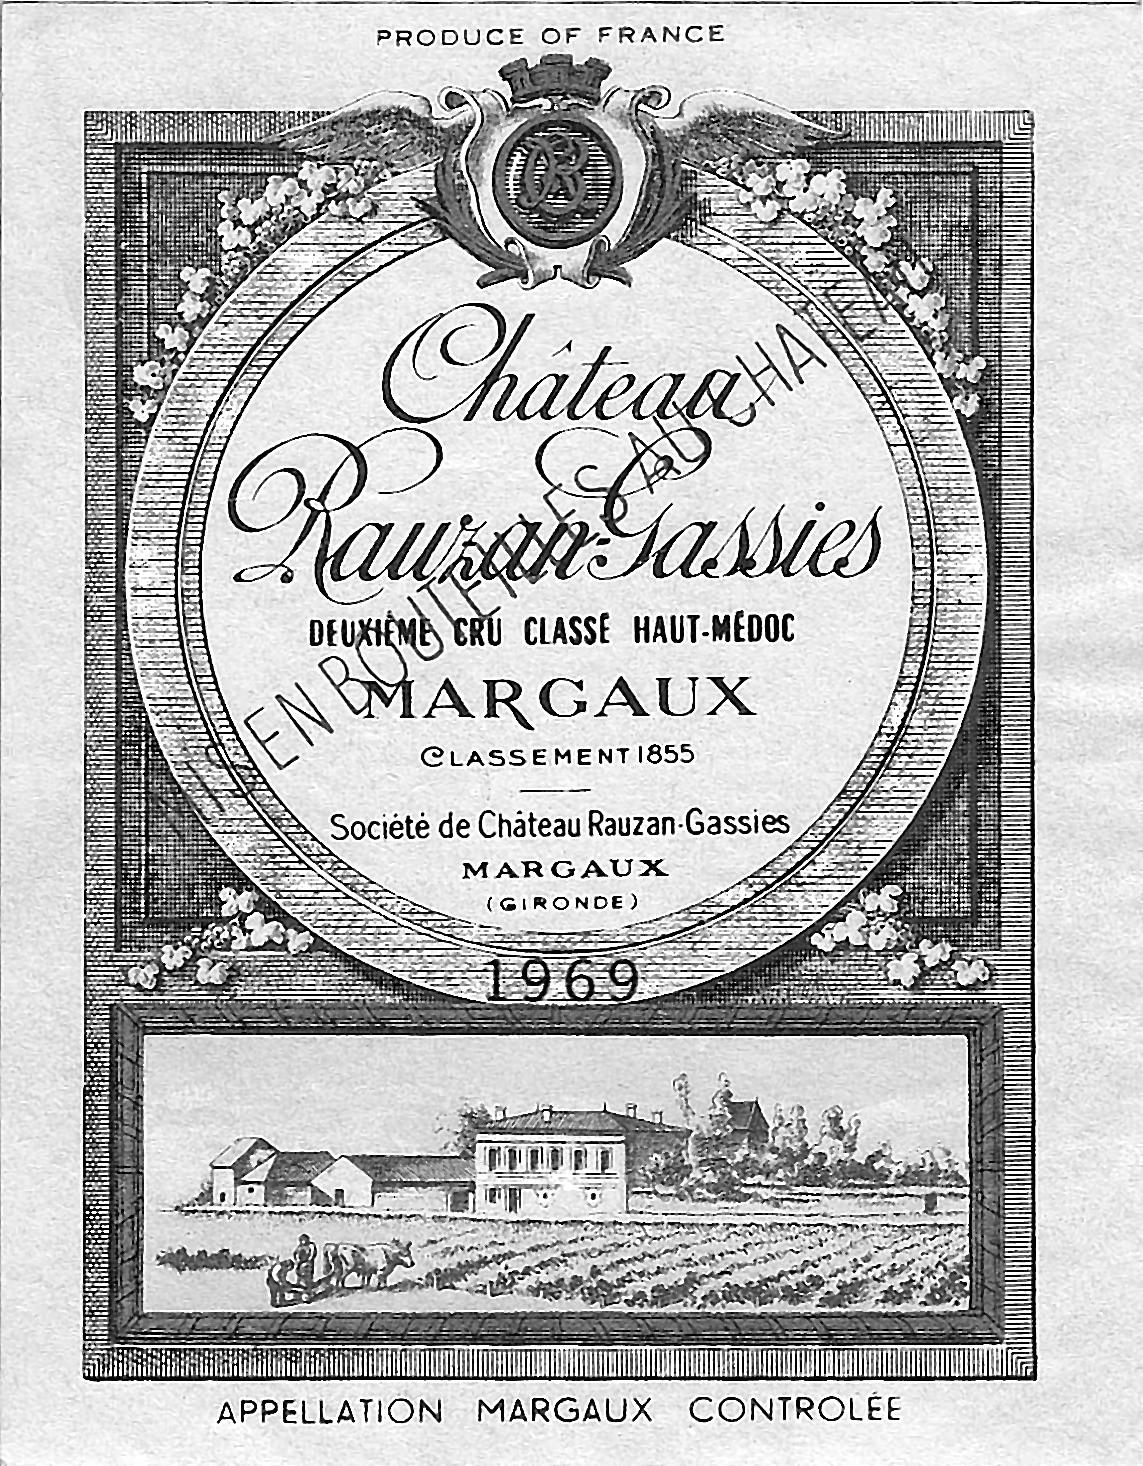 PRODUCE OF FRANCE
Château
Rauzan-Gassies
DEUXIÈME CRU CLASSÉ HAUT-MÉDOC
MARGAUX
CLASSEMENT 1855
Société de Château Rauzan-Gassies
MARGAUX
(GIRONDE)
1969
EN BOUTEILLES AU CHATEAU
APPELLATION MARGAUX CONTROLÉE